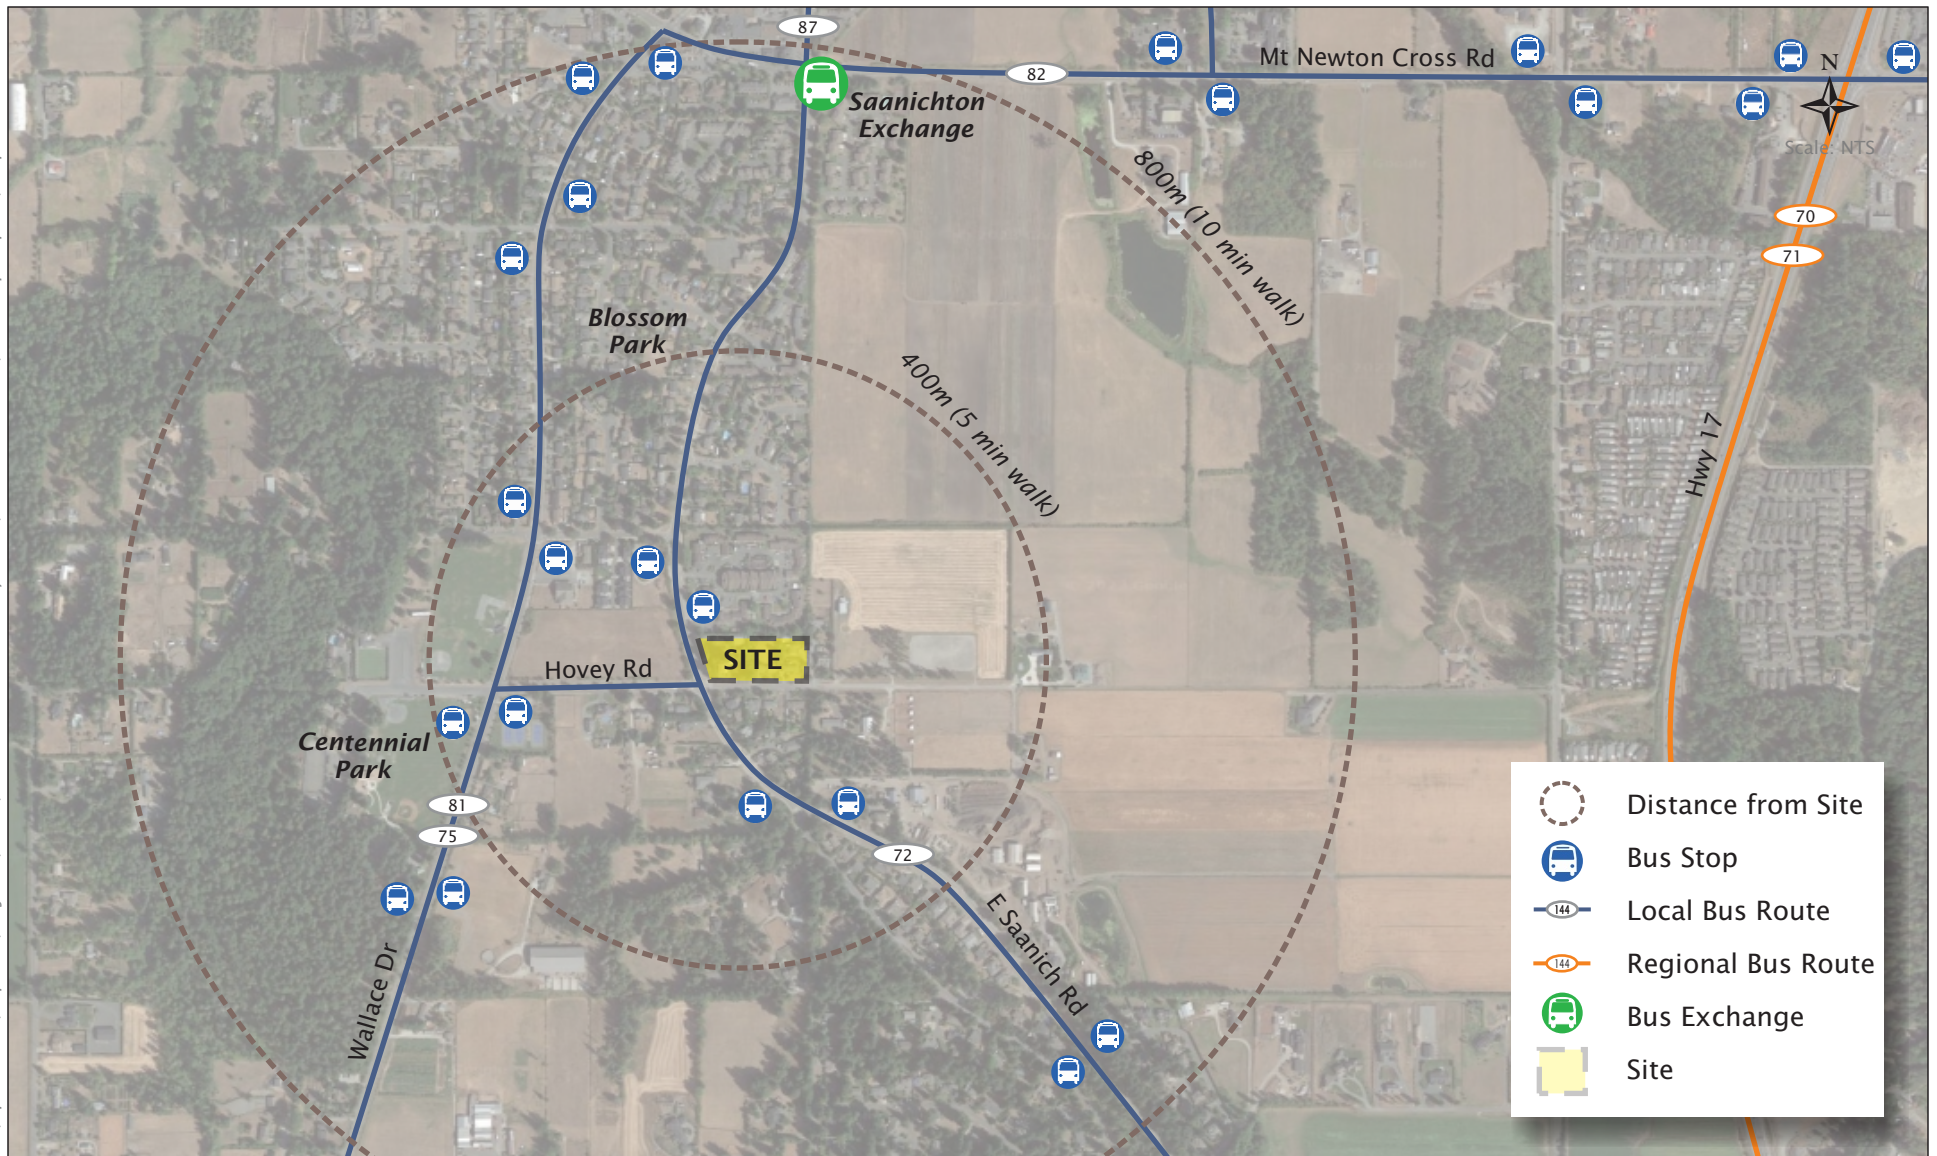 87
82
Mt Newton Cross Rd
N
Scale: NTS
Saanichton
Exchange
800m (10 min walk)
70
71
Blossom
Park
400m (5 min walk)
Hwy 17
SITE
Hovey Rd
Centennial
Park
81
75
72
E Saanich Rd
Wallace Dr
Distance from Site
Bus Stop
144
Local Bus Route
144
Regional Bus Route
Bus Exchange
Site